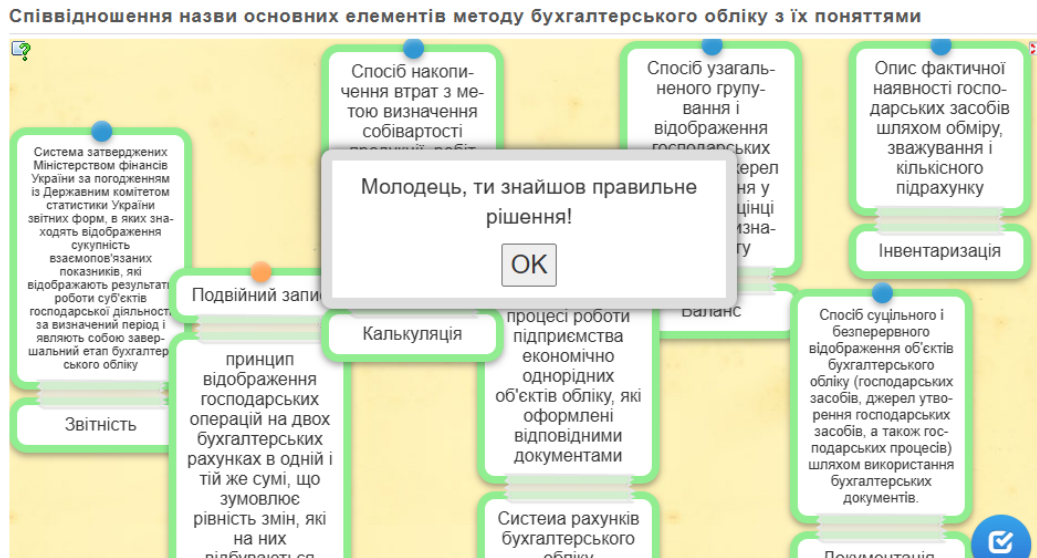 Співвідношення назви основних елементів методу бухгалтерського обліку з їх поняттями
Система затверджених
Міністерством фінансів
України за погодженням
із Державним комітетом
статистики України
звітних форм, в яких зна-
ходять відображення
сукупність
взаємопов'язаних
показників, які
відображають результати
роботи суб'єктів
господарської діяльності
за визначений період і
являють собою завер-
шальний етап бухгалтер-
ського обліку
Звітність
Подвійний запи
принцип
відображення
господарських
операцій на двох
бухгалтерських
рахунках в одній і
тій же сумі, що
зумовлює
рівність змін, які
на них
відбуваються
Спосіб накопи-
чення втрат з ме-
тою визначення
собівартості
продукції, робіт
Калькуляція
Молодець, ти знайшов правильне
рішення!
OK
процесі роботи
підприємства
економічно
однорідних
об'єктів обліку, які
оформлені
відповідними
документами
Систеиа рахунків
бухгалтерського
обліку
Спосіб узагаль-
неного групу-
вання і
відображення
господарських
Баланс
Опис фактичної
наявності госпо-
дарських засобів
шляхом обміру,
зважування і
кількісного
підрахунку
Інвентаризація
Спосіб суцільного і
безперервного
відображення об'єктів
бухгалтерського
обліку (господарських
засобів, джерел утво-
рення господарських
засобів, а також гос-
подарських процесів)
шляхом використання
бухгалтерських
документів.
Документація